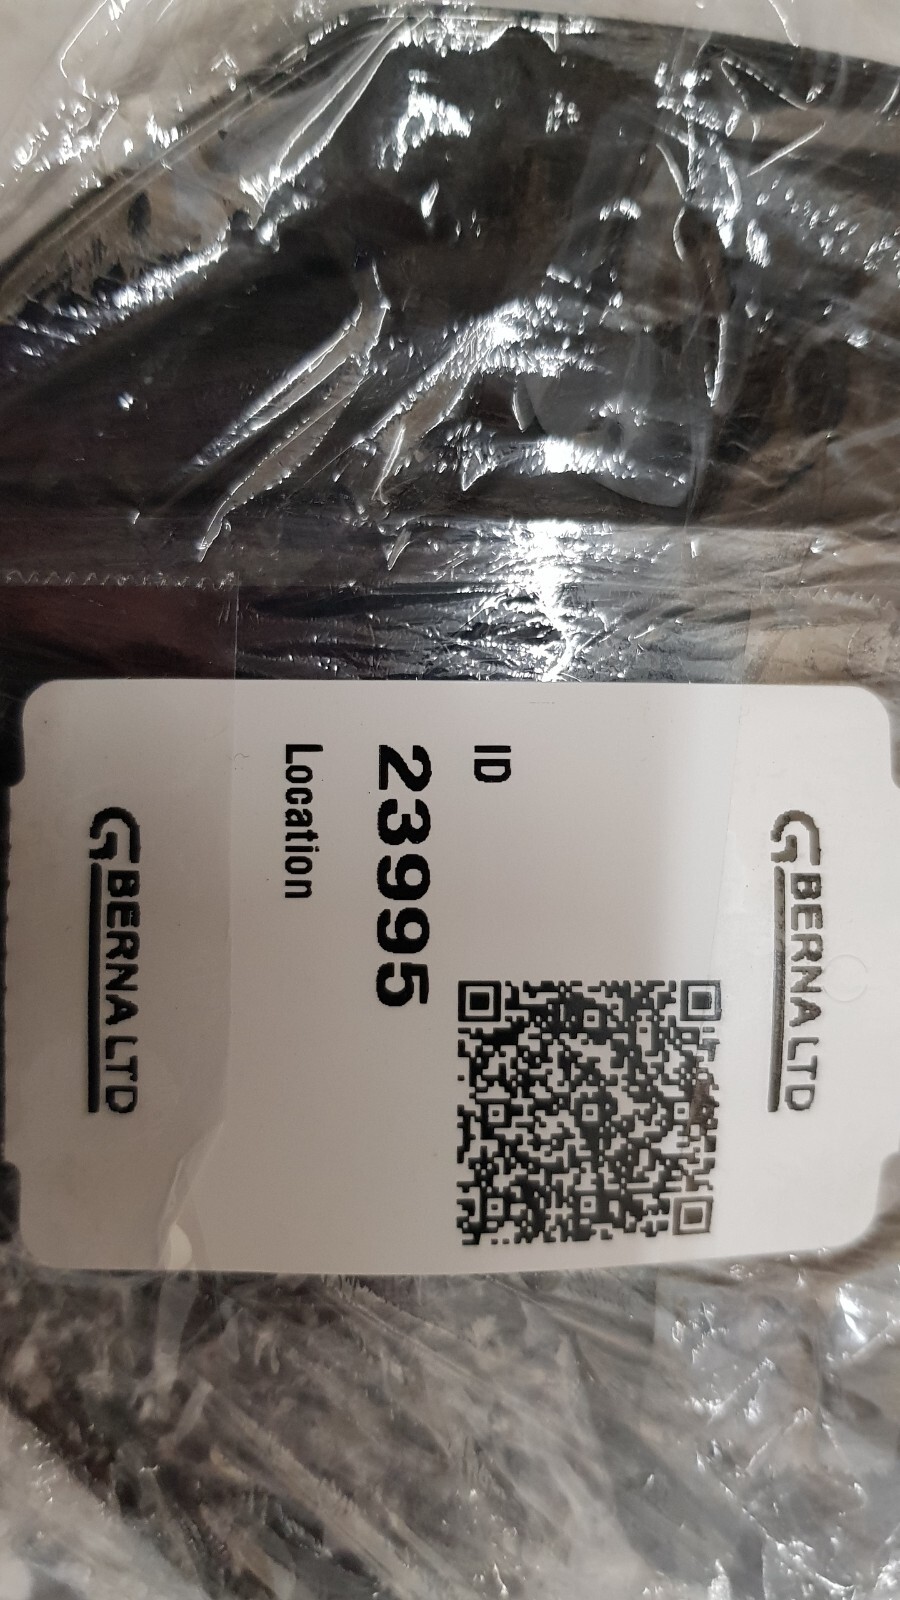 BERNA LTD
ID
23995
Location
BERNA LTD